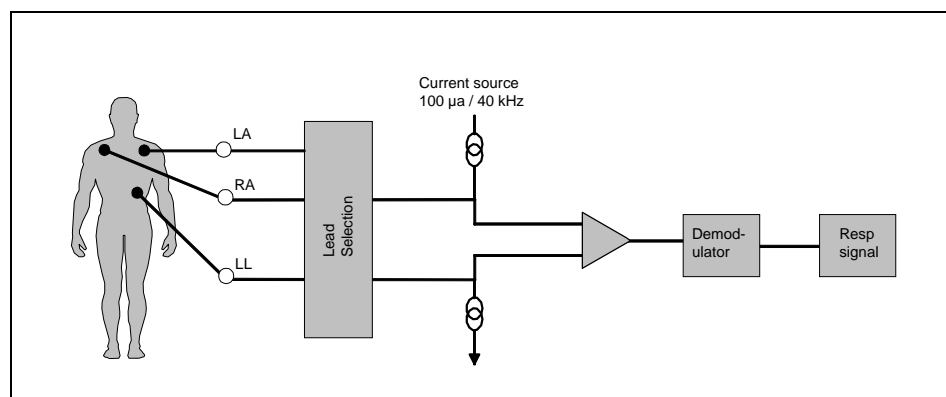 Current source
100 µa / 40 kHz
LA
RA
LL
Lead
Selection
Demod-
ulator
Resp
signal